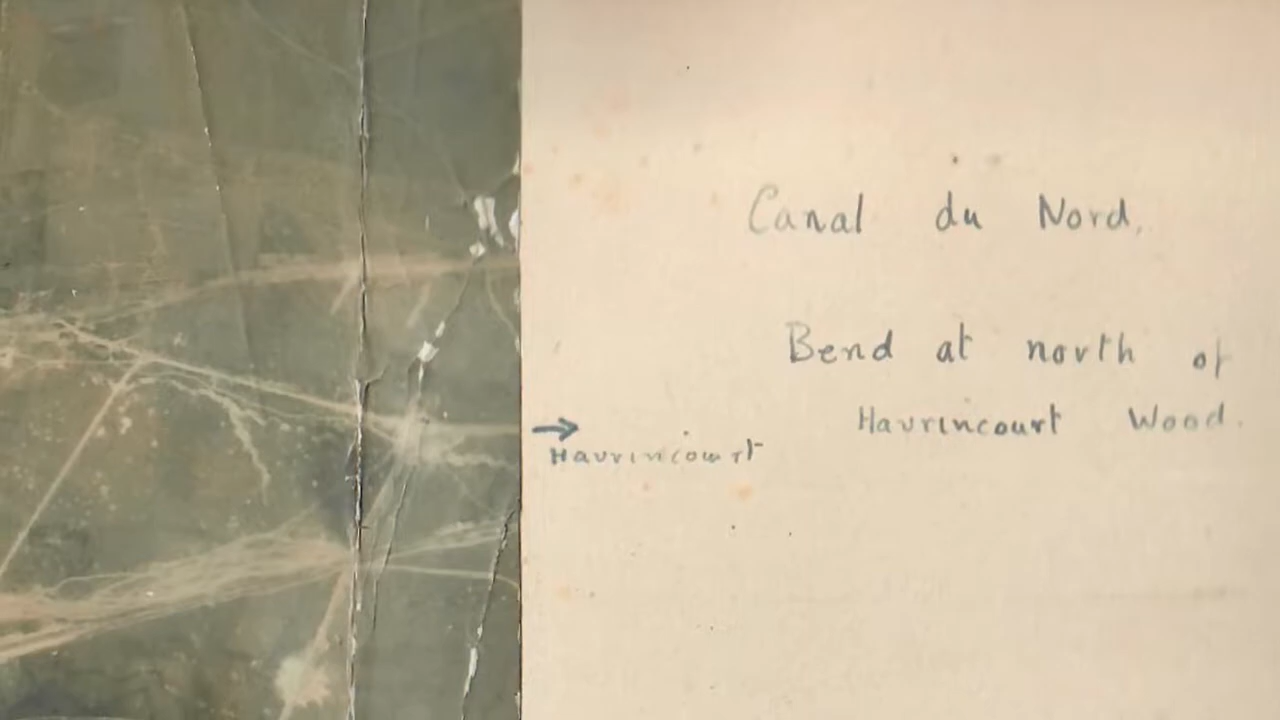 Canal du Nord,
Bend at north of
Havrincourt Wood.
→
Havrincourt